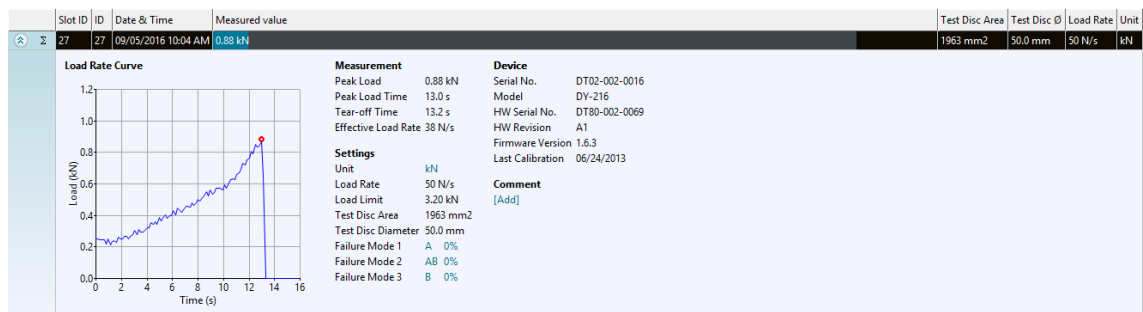 Slot ID ID Date & Time Measured value Test Disc Area Test Disc Ø Load Rate Unit
Σ 27 27 09/05/2016 10:04 AM 0.88 kN 1963 mm2 50.0 mm 50 N/s kN
Load Rate Curve
1.2
1.0
0.8
0.6
0.4
0.2
0.0
Load (kN)
0 2 4 6 8 10 12 14 16
Time (s)
Measurement
Peak Load 0.88 kN
Peak Load Time 13.0 s
Tear-off Time 13.2 s
Effective Load Rate 38 N/s
Settings
Unit kN
Load Rate 50 N/s
Load Limit 3.20 kN
Test Disc Area 1963 mm2
Test Disc Diameter 50.0 mm
Failure Mode 1 A 0%
Failure Mode 2 AB 0%
Failure Mode 3 B 0%
Device
Serial No. DT02-002-0016
Model DY-216
HW Serial No. DT80-002-0069
HW Revision A1
Firmware Version 1.6.3
Last Calibration 06/24/2013
Comment
[Add]